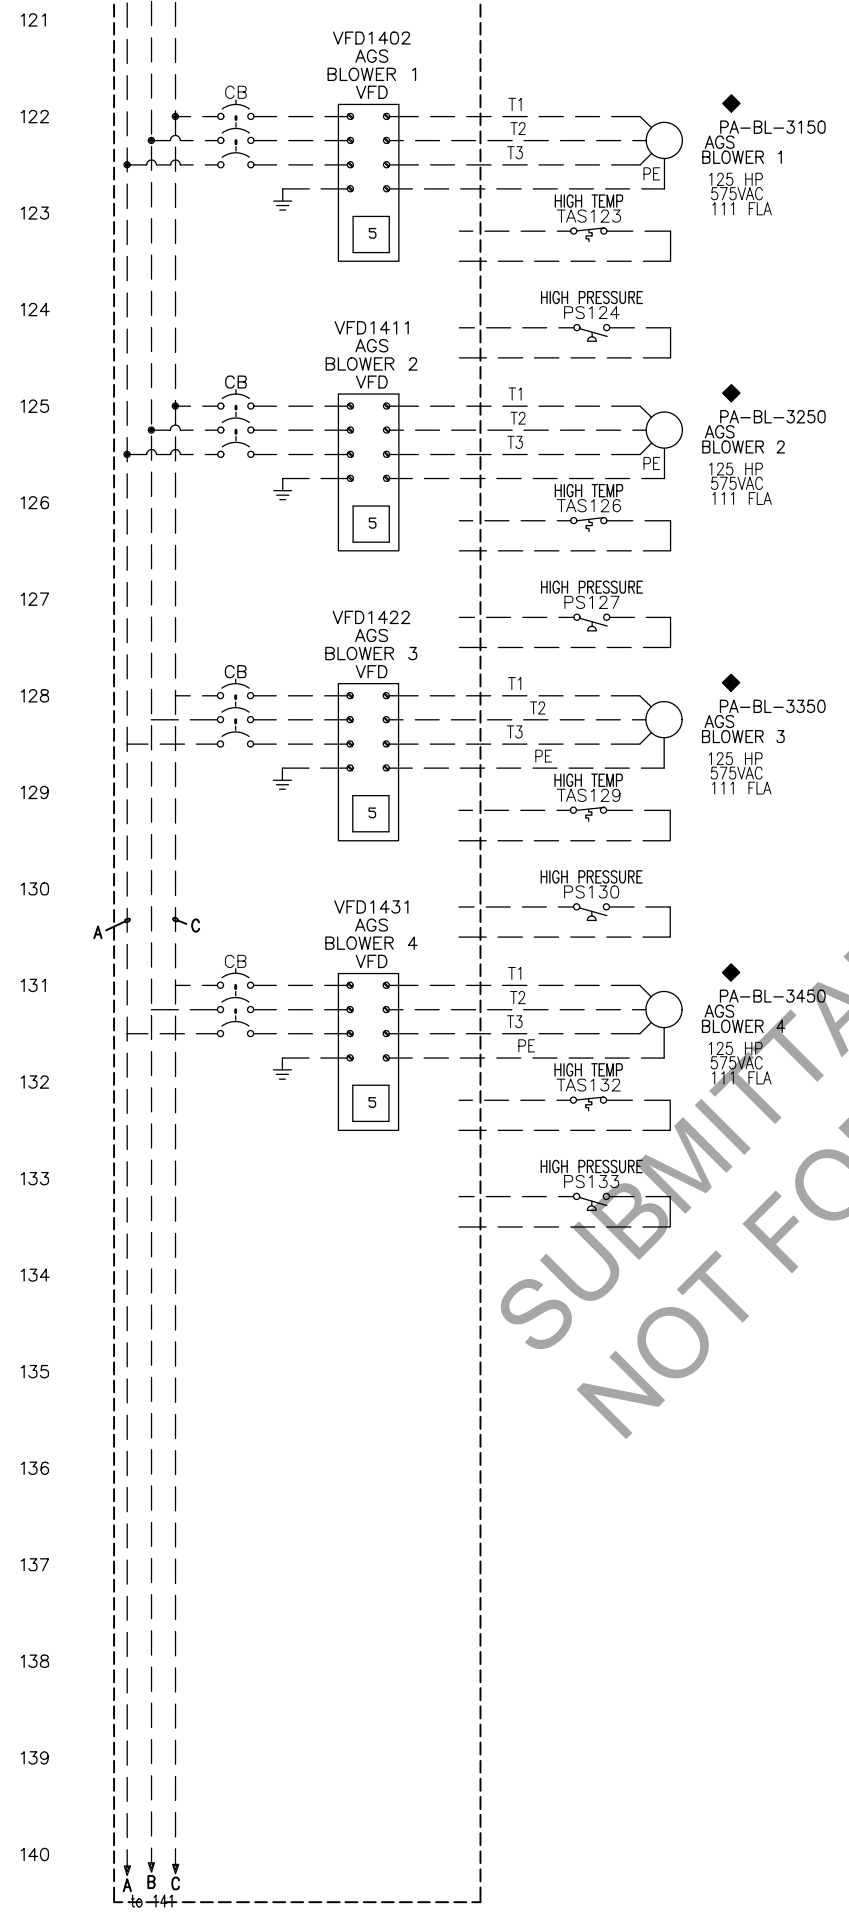 121
VFD1402
AGS
BLOWER 1
VFD
CB
122
T1
T2
T3
PE
PA-BL-3150
AGS
BLOWER 1
125 HP
575VAC
111 FLA
123
HIGH TEMP
TAS123
5
124
HIGH PRESSURE
PS124
VFD1411
AGS
BLOWER 2
VFD
CB
125
T1
T2
T3
PE
PA-BL-3250
AGS
BLOWER 2
125 HP
575VAC
111 FLA
126
HIGH TEMP
TAS126
5
127
HIGH PRESSURE
PS127
VFD1422
AGS
BLOWER 3
VFD
CB
128
T1
T2
T3
PE
PA-BL-3350
AGS
BLOWER 3
125 HP
575VAC
111 FLA
129
HIGH TEMP
TAS129
5
130
HIGH PRESSURE
PS130
A
C
VFD1431
AGS
BLOWER 4
VFD
CB
131
T1
T2
T3
PE
PA-BL-3450
AGS
BLOWER 4
125 HP
575VAC
111 FLA
132
HIGH TEMP
TAS132
5
133
HIGH PRESSURE
PS133
SUBMITTA
NOT FO
134
135
136
137
138
139
140
A B C
to 141